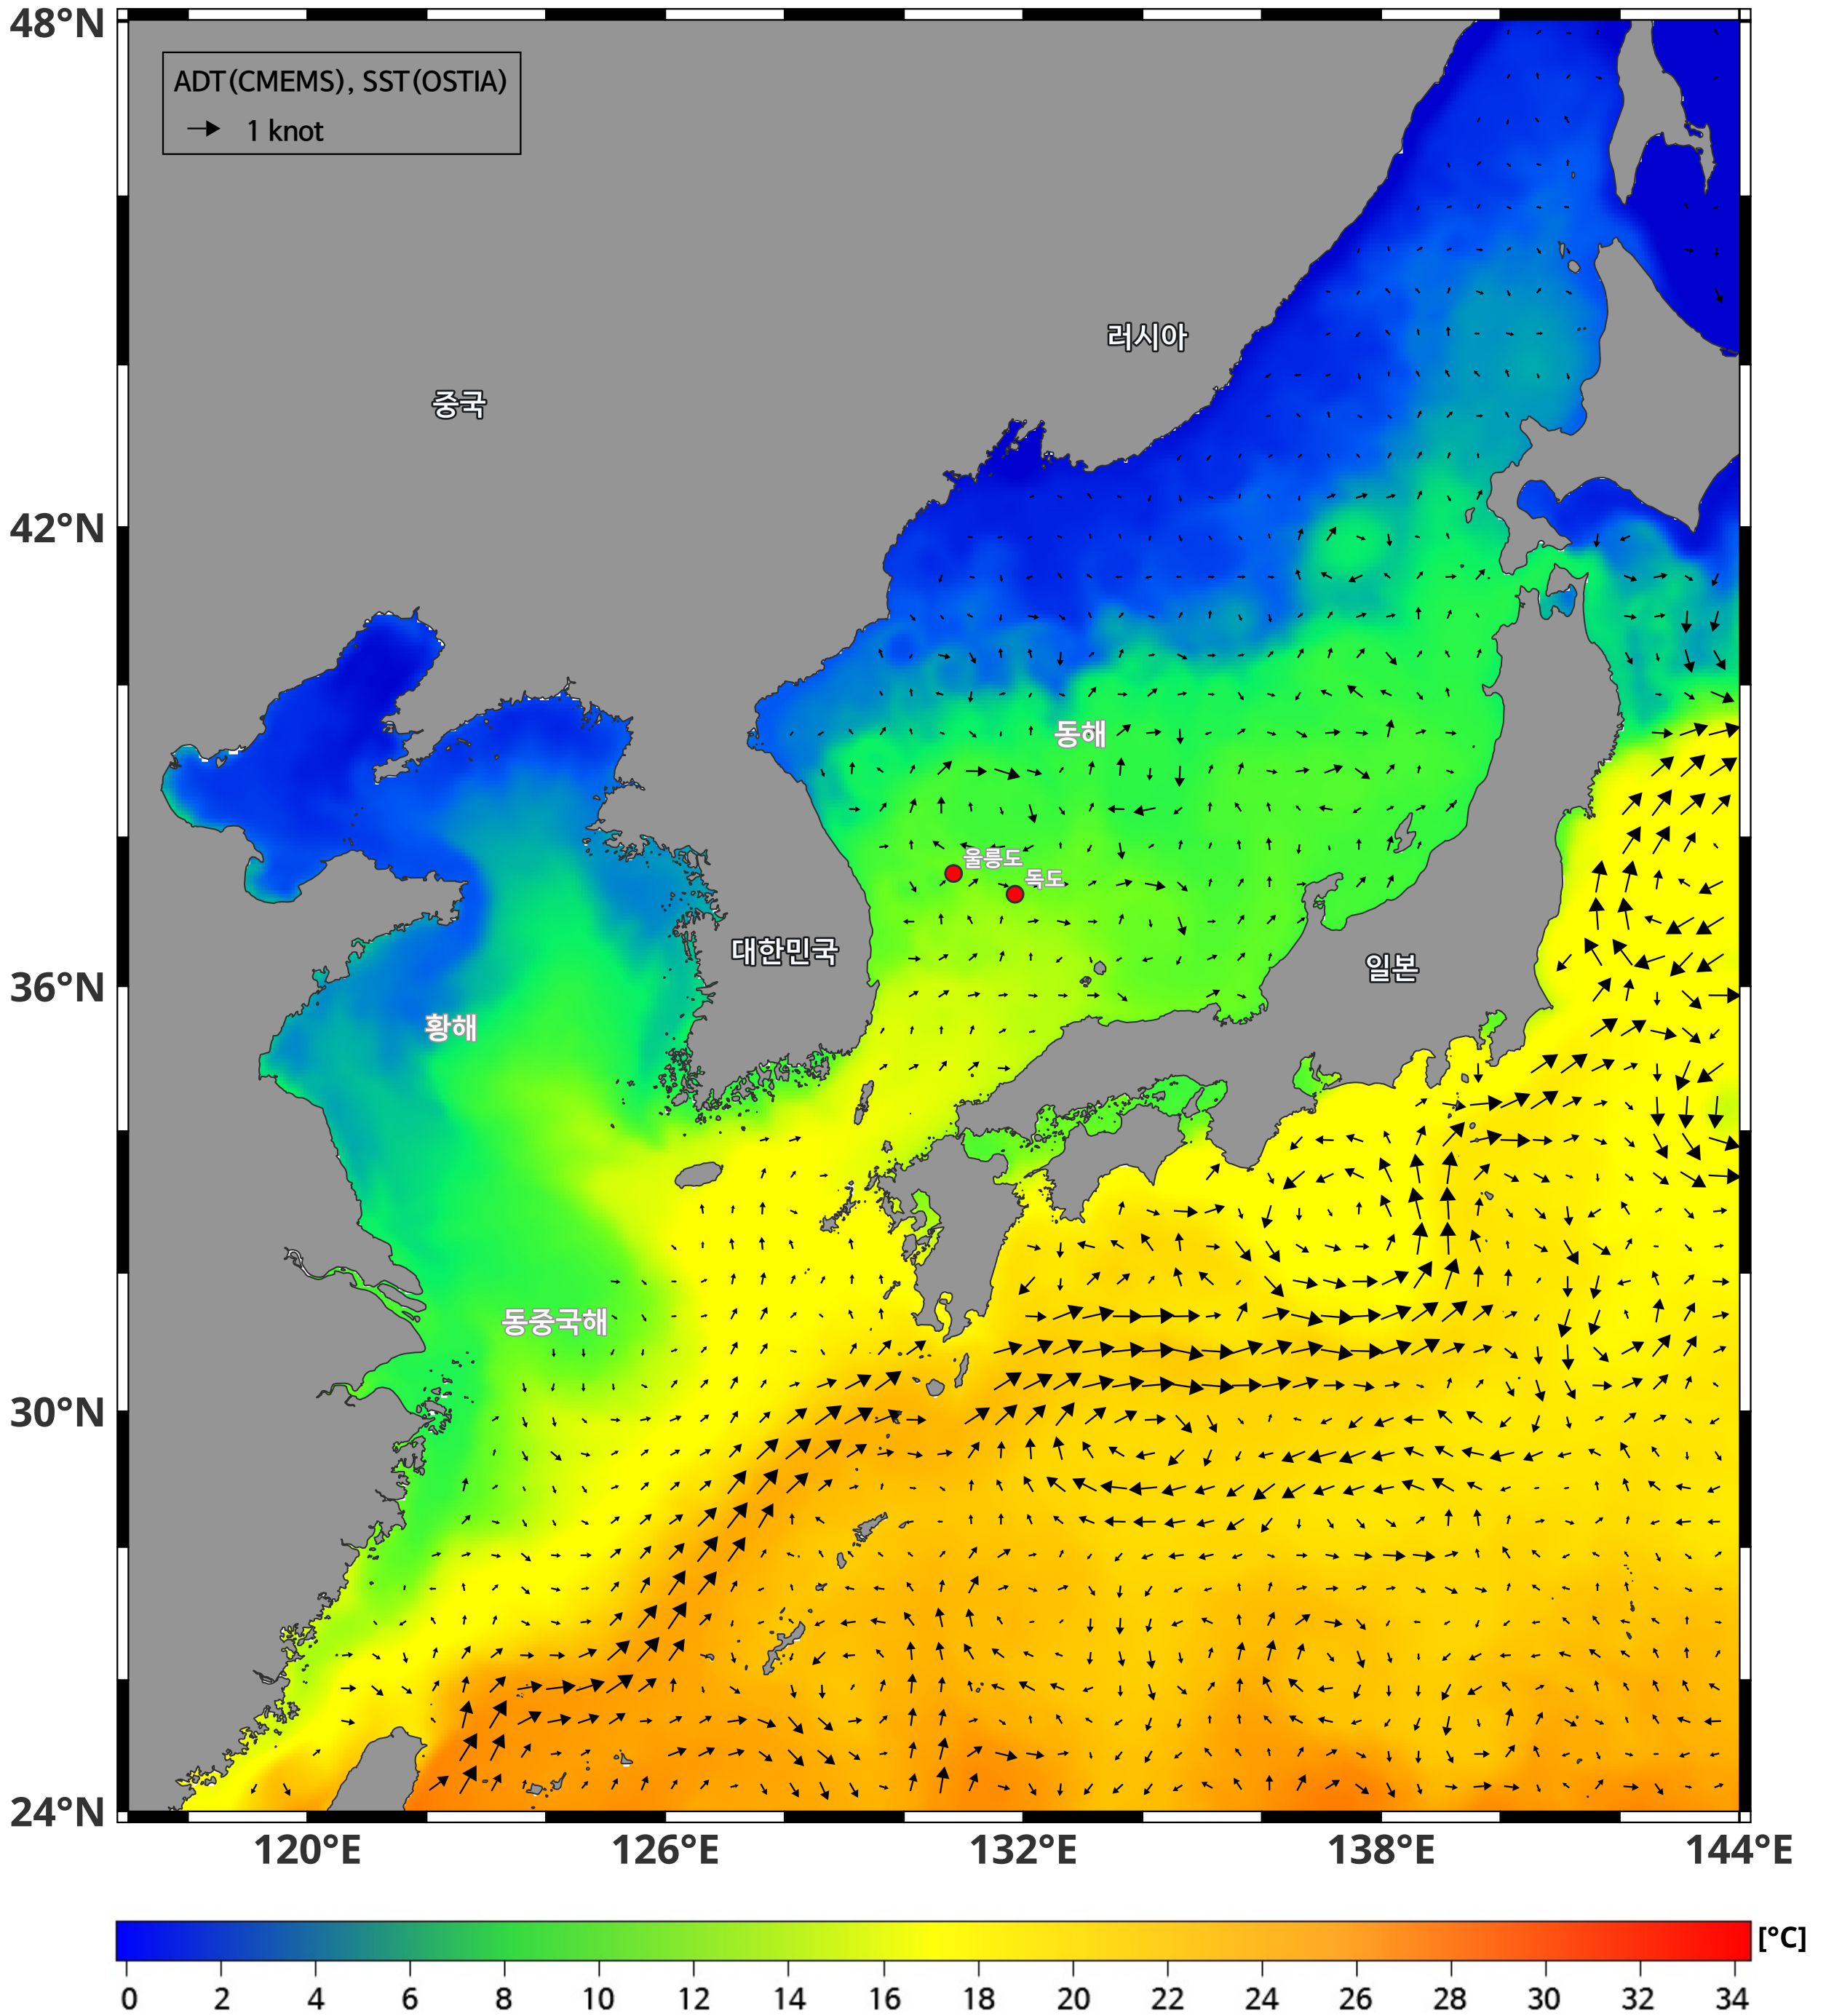 48°N
ADT(CMEMS), SST(OSTIA)
1 knot
러시아
중국
42°N
동해
울릉도
독도
대한민국
일본
36°N
황해
동중국해
30°N
24°N
120°E 126°E 132°E 138°E 144°E
[°C]
0 2 4 6 8 10 12 14 16 18 20 22 24 26 28 30 32 34